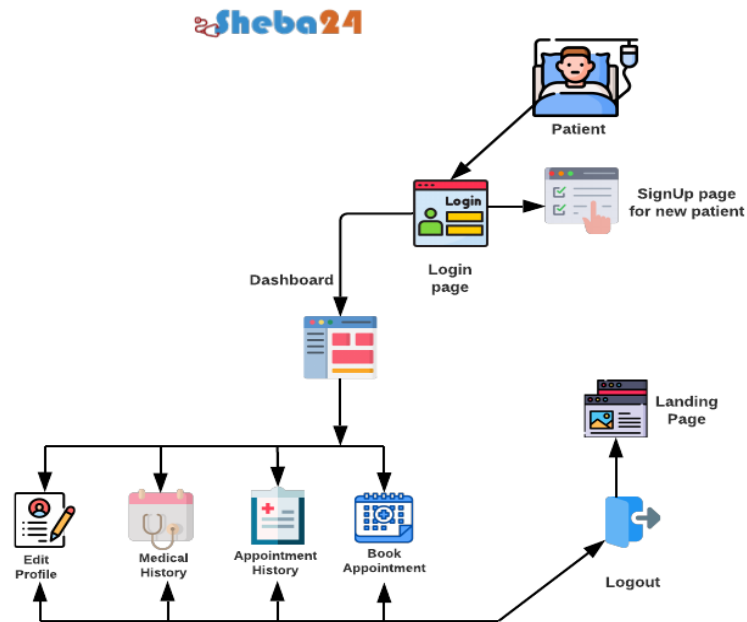 Sheba24
Patient
Login
SignUp page
for new patient
Login
page
Dashboard
Landing
Page
Edit
Profile
Medical
History
Appointment
History
Book
Appointment
Logout